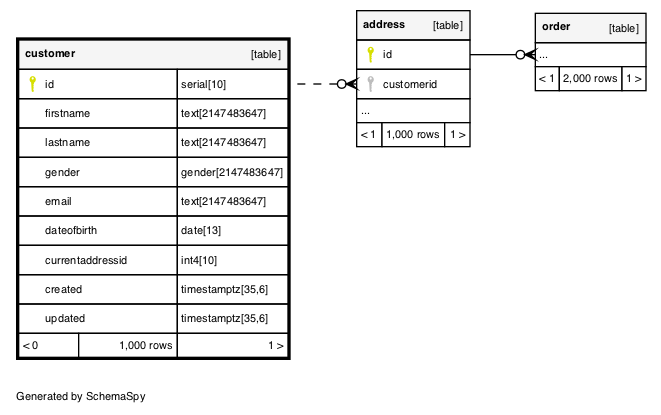 customer [table]
id serial[10]
firstname text[2147483647]
lastname text[2147483647]
gender gender[2147483647]
email text[2147483647]
dateofbirth date[13]
currentaddressid int4[10]
created timestamptz[35,6]
updated timestamptz[35,6]
< 0 1,000 rows 1 >
address [table]
id
customerid
...
< 1 1,000 rows 1 >
order [table]
...
< 1 2,000 rows 1 >
Generated by SchemaSpy